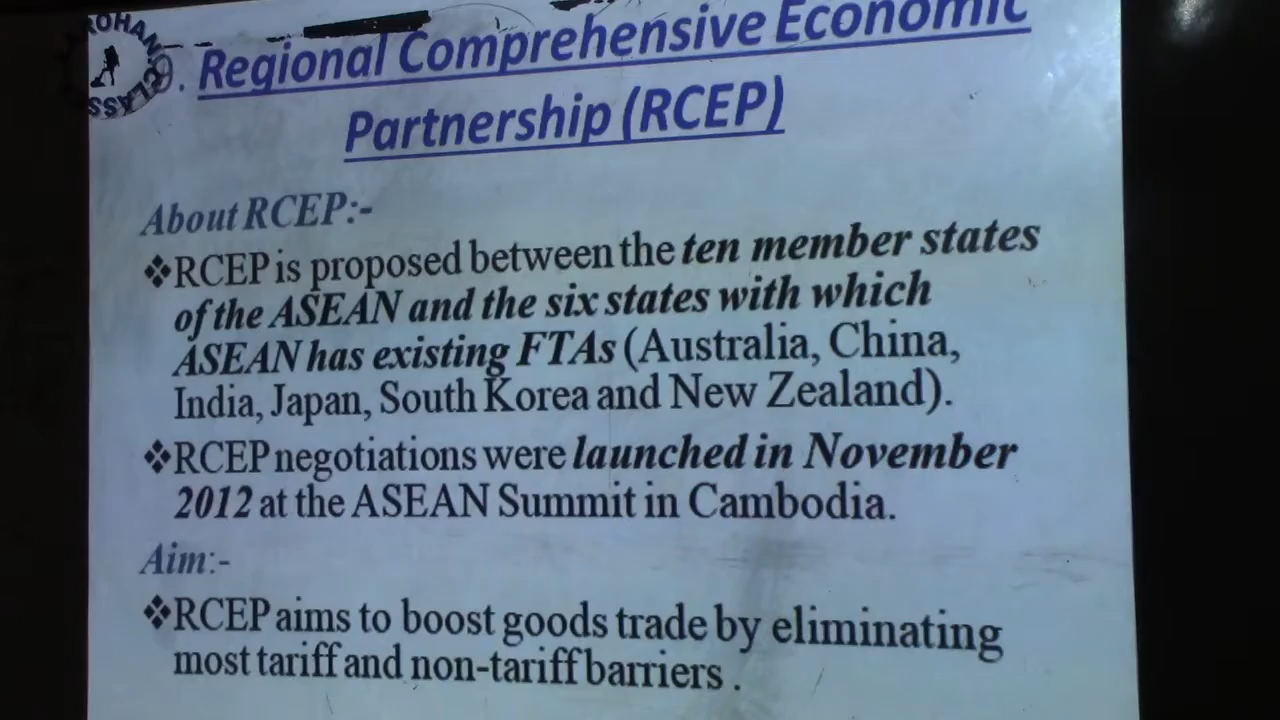 ROHAN CLASS
. Regional Comprehensive Economic
Partnership (RCEP)
About RCEP:-
❖RCEP is proposed between the ten member states
of the ASEAN and the six states with which
ASEAN has existing FTAs (Australia, China,
India, Japan, South Korea and New Zealand).
❖RCEP negotiations were launched in November
2012 at the ASEAN Summit in Cambodia.
Aim:-
❖RCEP aims to boost goods trade by eliminating
most tariff and non-tariff barriers .